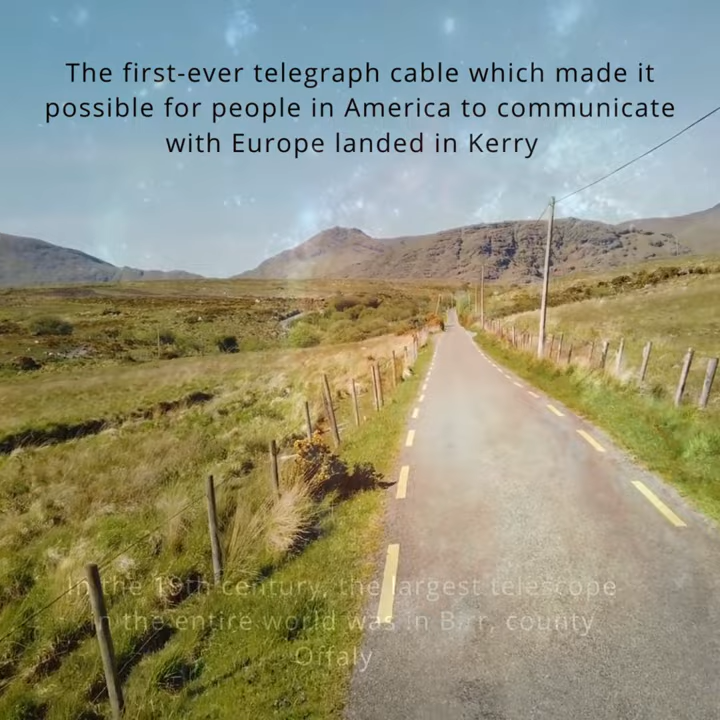 The first-ever telegraph cable which made it
possible for people in America to communicate
with Europe landed in Kerry
In the 19th century, the largest telescope
in the entire world was in Birr, county
Offaly